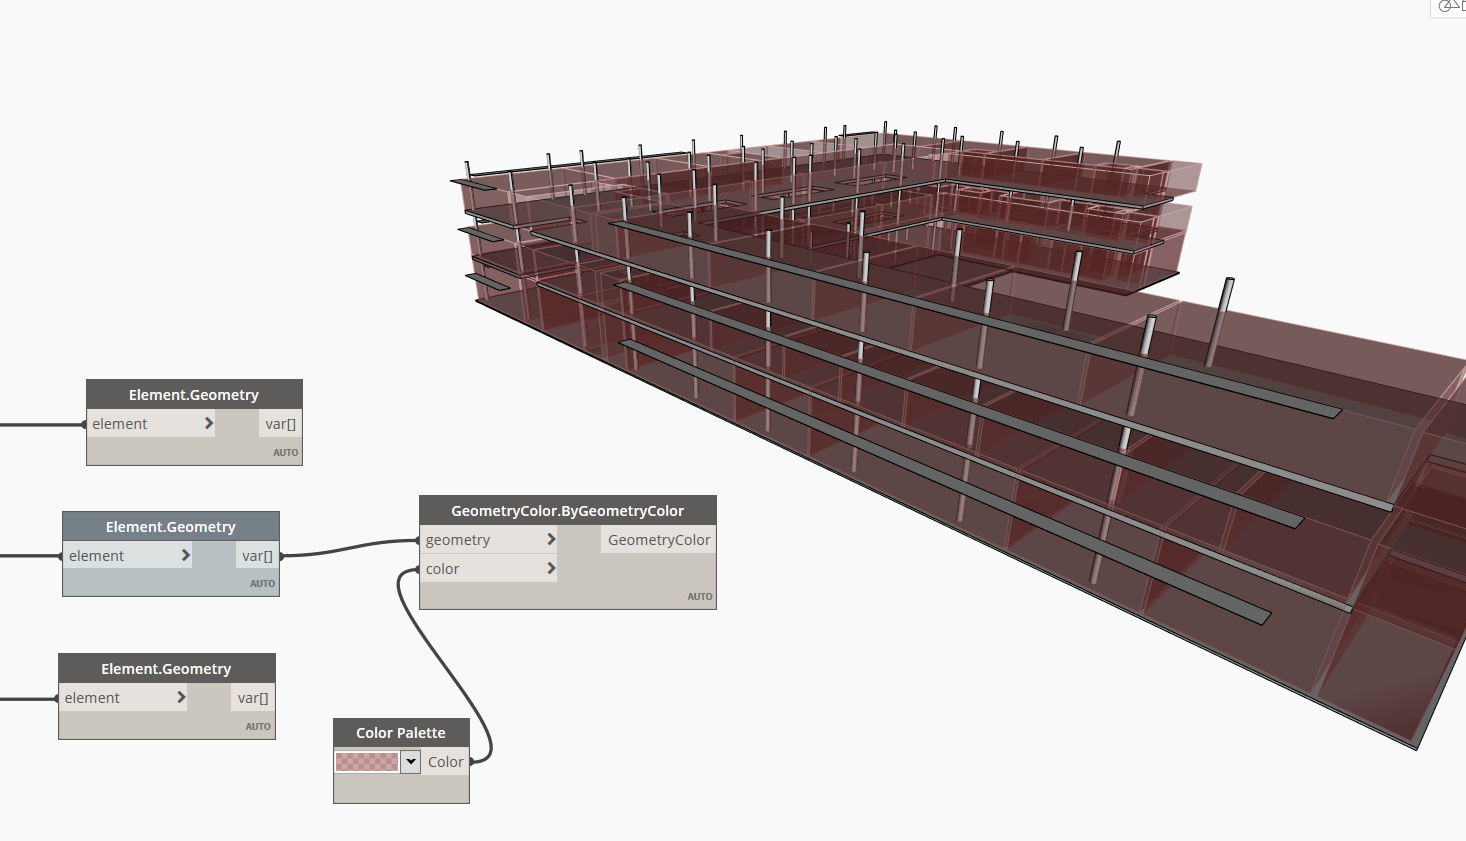 Element.Geometry
element > var[]
AUTO
Element.Geometry
element > var[]
AUTO
GeometryColor.ByGeometryColor
geometry > GeometryColor
color >
AUTO
Element.Geometry
element > var[]
AUTO
Color Palette
Color